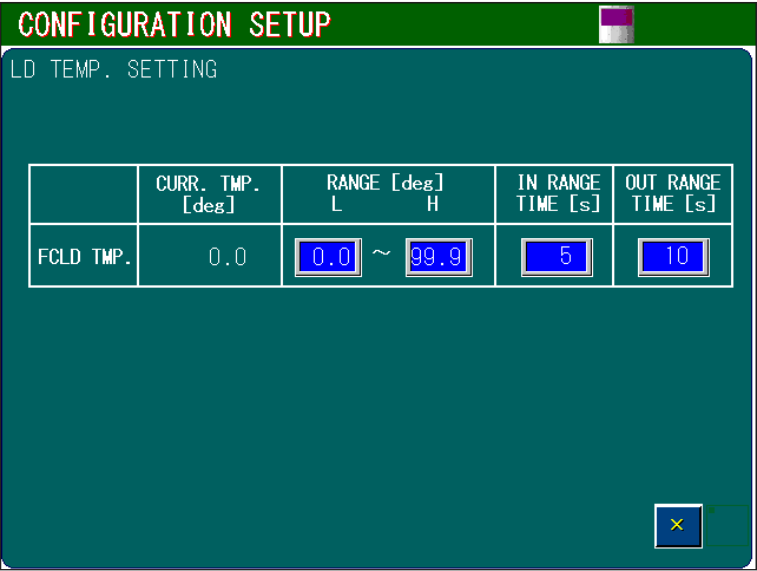 CONFIGURATION SETUP
LD TEMP. SETTING
CURR. TMP. [deg]
RANGE [deg]
L H
IN RANGE TIME [s]
OUT RANGE TIME [s]
FCLD TMP. 0.0 0.0 ~ 99.9 5 10
×